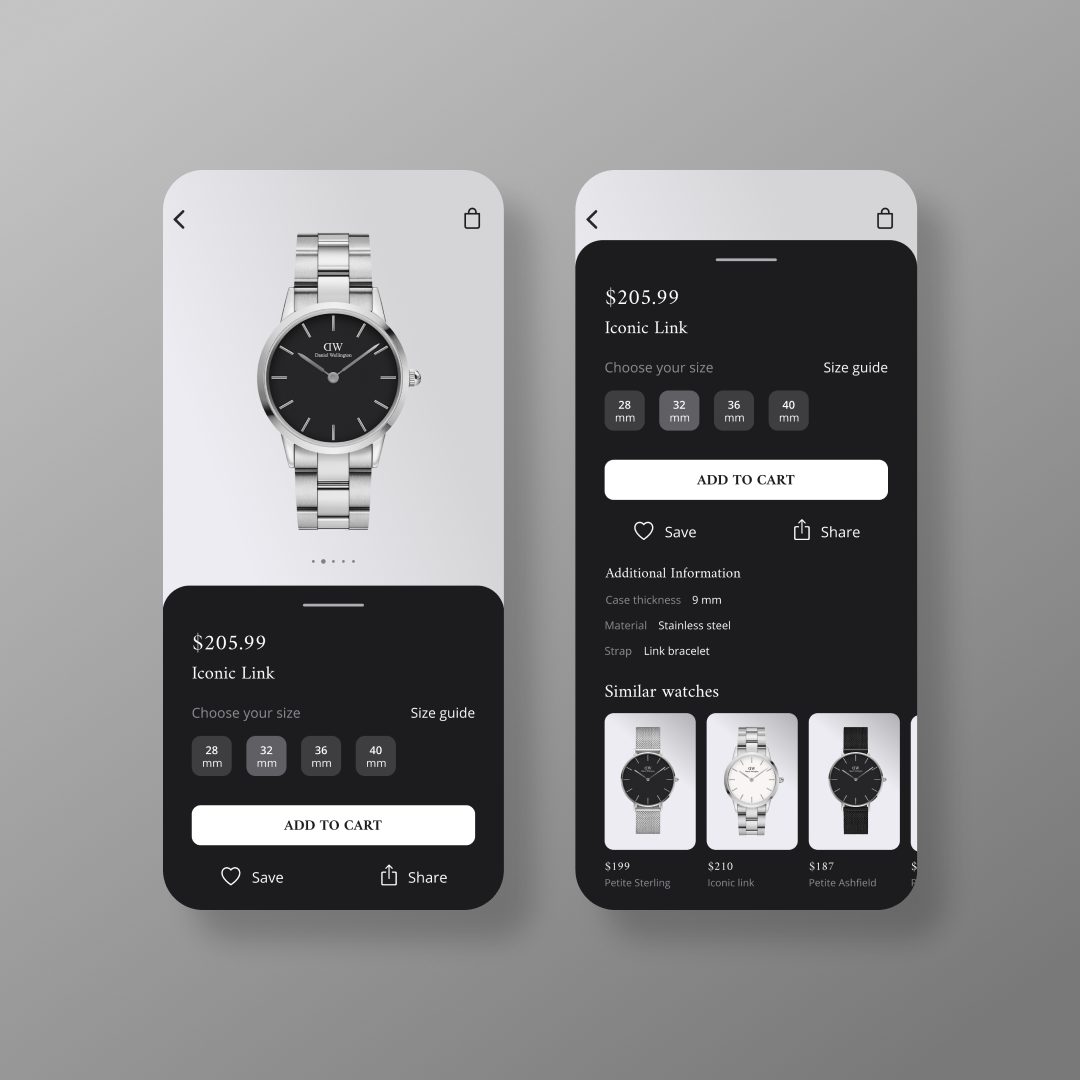 DW
Daniel Wellington
$205.99
Iconic Link
Choose your size
Size guide
28 mm
32 mm
36 mm
40 mm
ADD TO CART
Save
Share
$205.99
Iconic Link
Choose your size
Size guide
28 mm
32 mm
36 mm
40 mm
ADD TO CART
Save
Share
Additional Information
Case thickness 9 mm
Material Stainless steel
Strap Link bracelet
Similar watches
DW
DW
DW
$199
Petite Sterling
$210
Iconic link
$187
Petite Ashfield